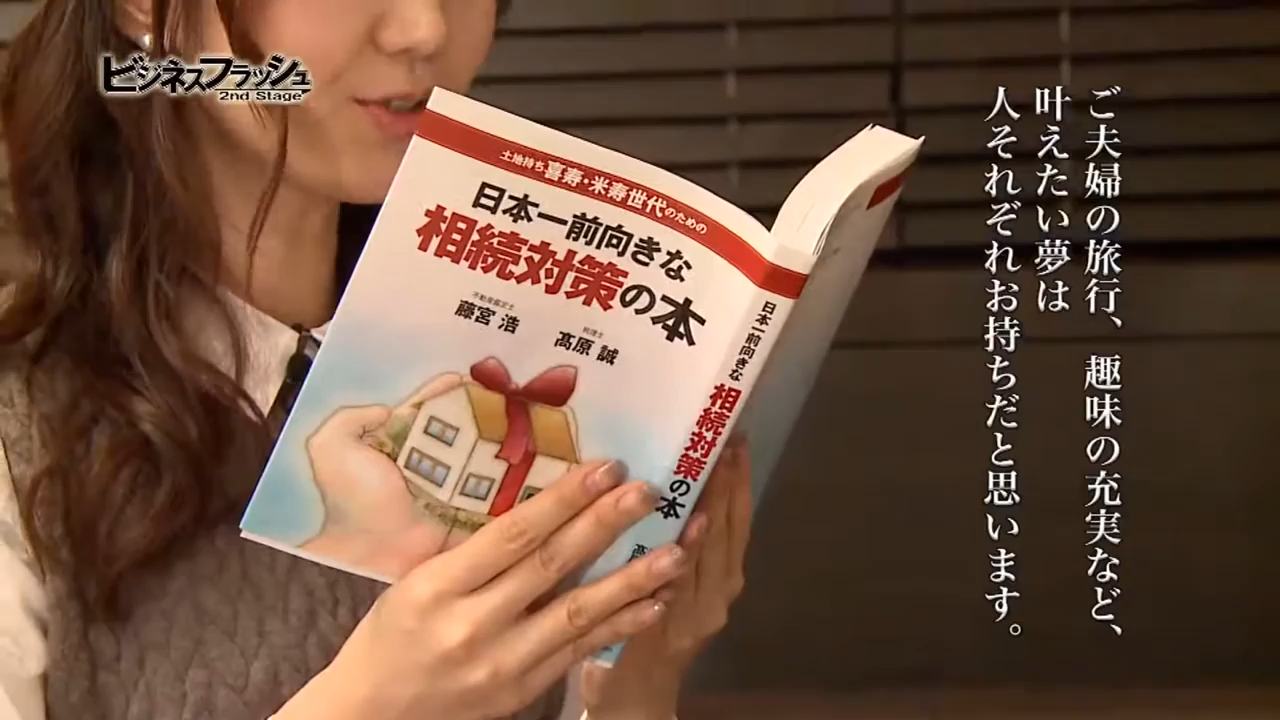 ビジネスフラッシュ
2nd Stage
土地持ち喜寿・米寿世代のための
日本一前向きな
相続対策の本
不動産鑑定士
藤宮 浩
税理士
髙原 誠
日本一前向きな 相続対策の本
髙
ご夫婦の旅行、趣味の充実など、
叶えたい夢は
人それぞれお持ちだと思います。